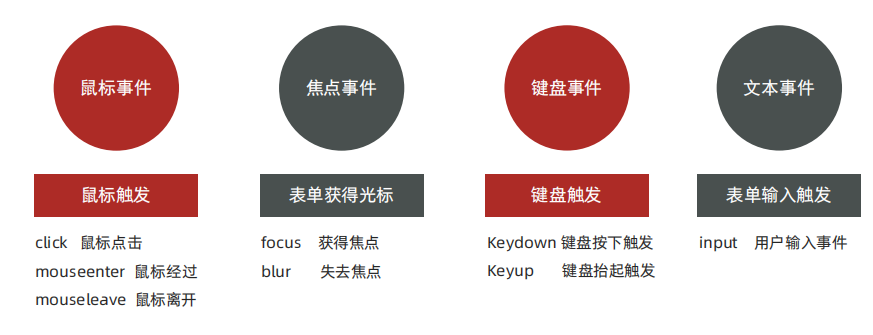 鼠标事件
鼠标触发
click 鼠标点击
mouseenter 鼠标经过
mouseleave 鼠标离开
焦点事件
表单获得光标
focus 获得焦点
blur 失去焦点
键盘事件
键盘触发
Keydown 键盘按下触发
Keyup 键盘抬起触发
文本事件
表单输入触发
input 用户输入事件